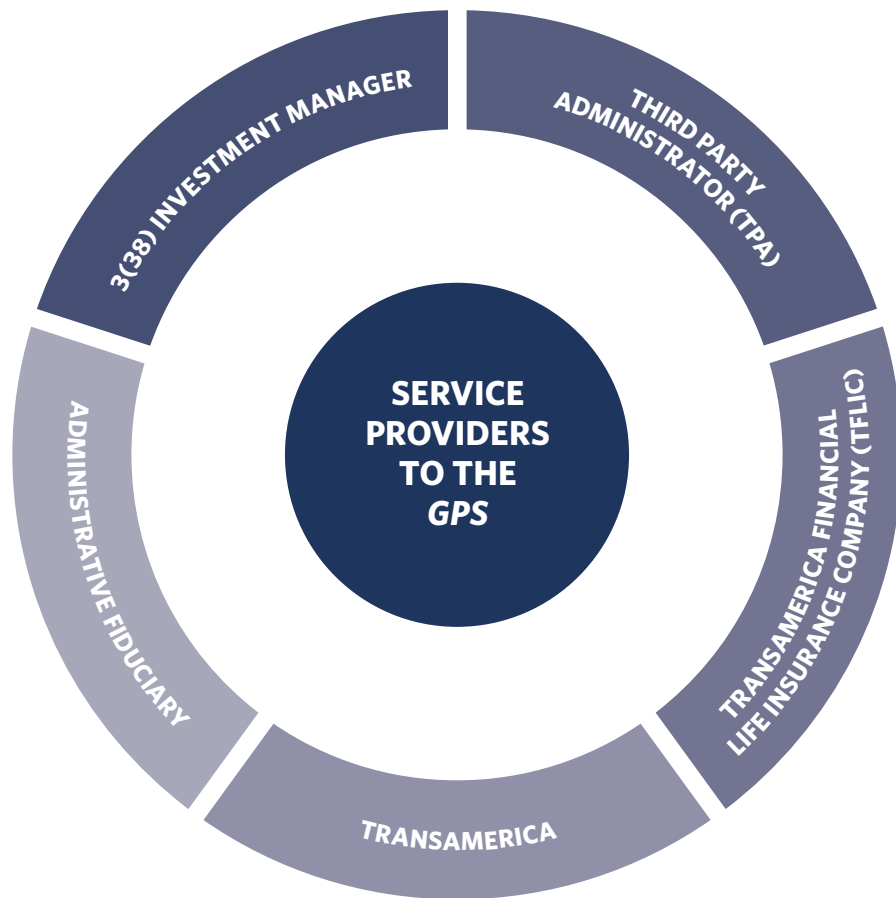 3(38) INVESTMENT MANAGER
THIRD PARTY
ADMINISTRATOR (TPA)
SERVICE
PROVIDERS
TO THE
GPS
TRANSAMERICA FINANCIAL
LIFE INSURANCE COMPANY (TFLIC)
TRANSAMERICA
ADMINISTRATIVE FIDUCIARY